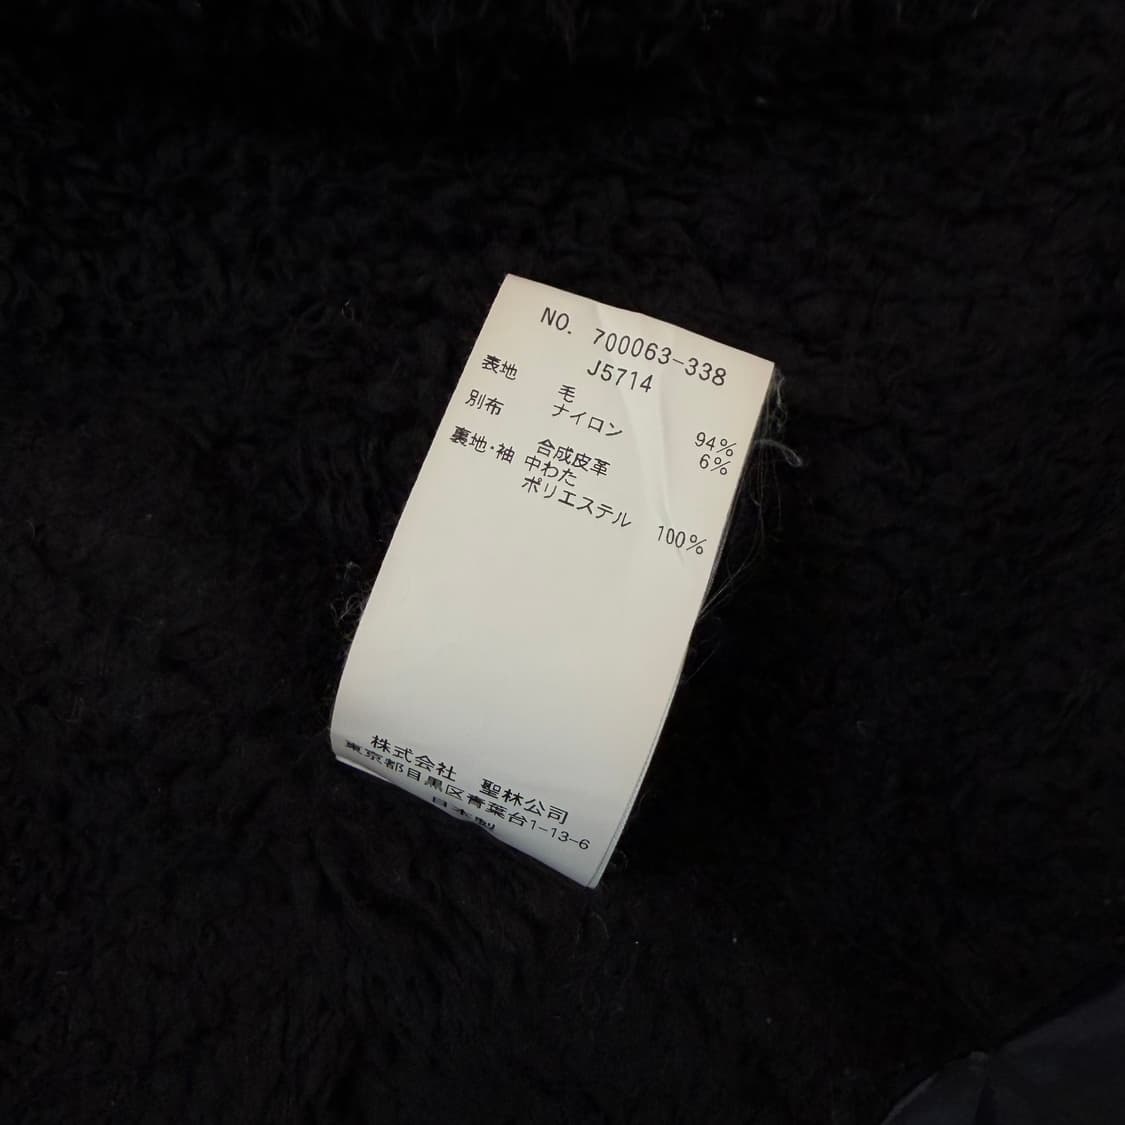 NO. 700063-338
J5714
表地 毛 94%
ナイロン 6%
別布 合成皮革
裏地・袖 中わた
ポリエステル 100%
株式会社 聖林公司
東京都目黒区青葉台1-13-6
日本製